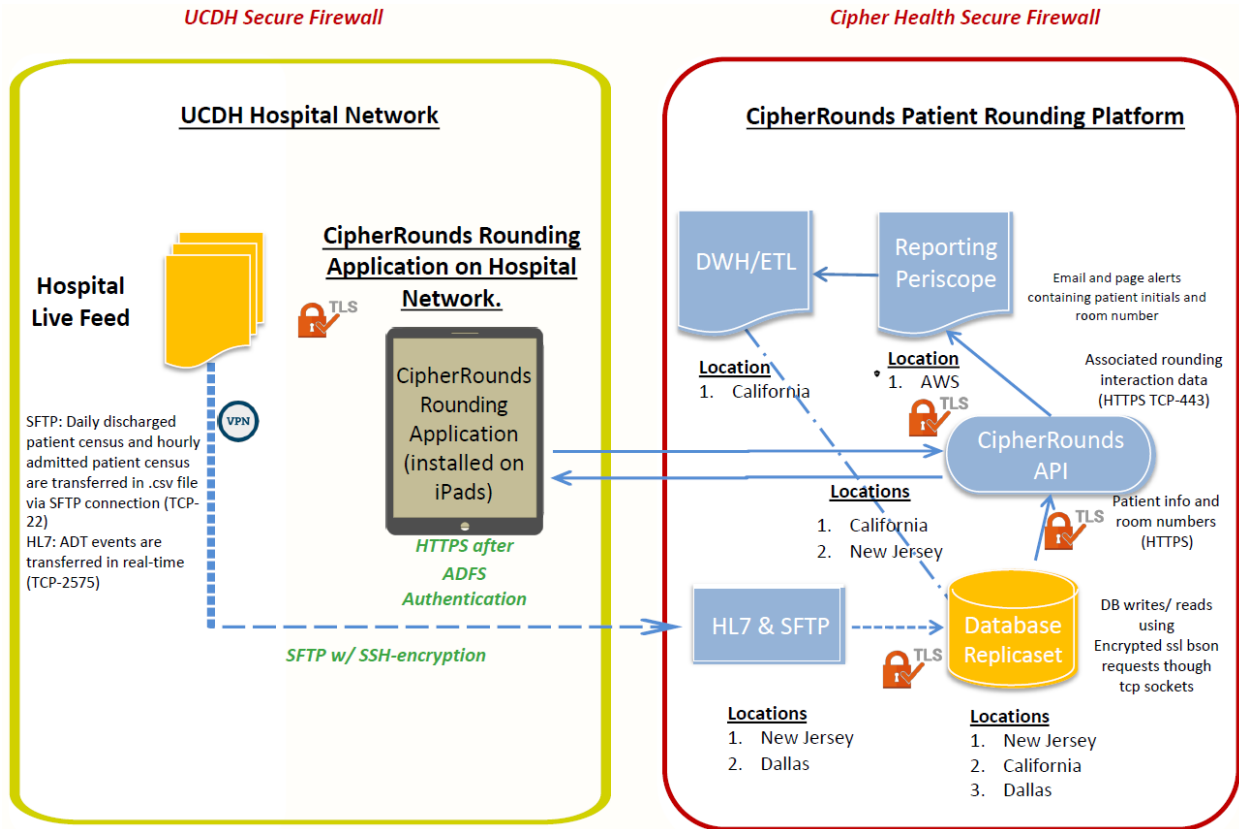 UCDH Secure Firewall
Cipher Health Secure Firewall
UCDH Hospital Network
CipherRounds Patient Rounding Platform
Hospital
Live Feed
CipherRounds Rounding
Application on Hospital
Network.
TLS
CipherRounds
Rounding
Application
(installed on
iPads)
HTTPS after
ADFS
Authentication
VPN
SFTP: Daily discharged
patient census and hourly
admitted patient census
are transferred in .csv file
via SFTP connection (TCP-
22)
HL7: ADT events are
transferred in real-time
(TCP-2575)
SFTP w/ SSH-encryption
DWH/ETL
Location
1. California
Reporting
Periscope
Location
• 1. AWS
TLS
Email and page alerts
containing patient initials and
room number
Associated rounding
interaction data
(HTTPS TCP-443)
CipherRounds
API
Locations
1. California
2. New Jersey
TLS
Patient info and
room numbers
(HTTPS)
HL7 & SFTP
Locations
1. New Jersey
2. Dallas
TLS
Database
Replicaset
DB writes/ reads
using
Encrypted ssl bson
requests though
tcp sockets
Locations
1. New Jersey
2. California
3. Dallas